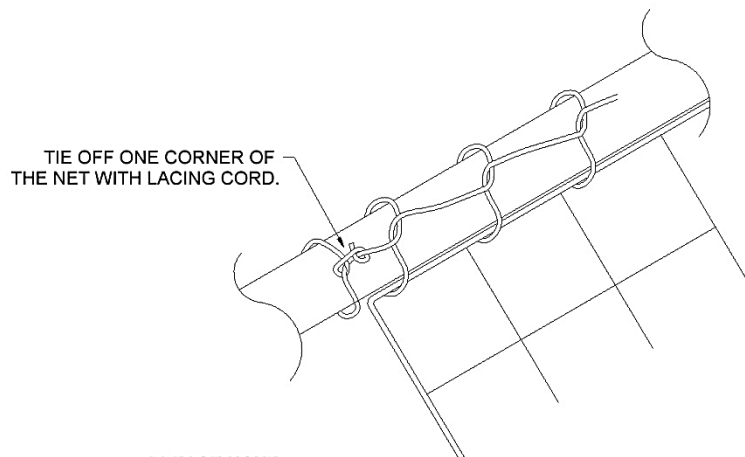 TIE OFF ONE CORNER OF
THE NET WITH LACING CORD.